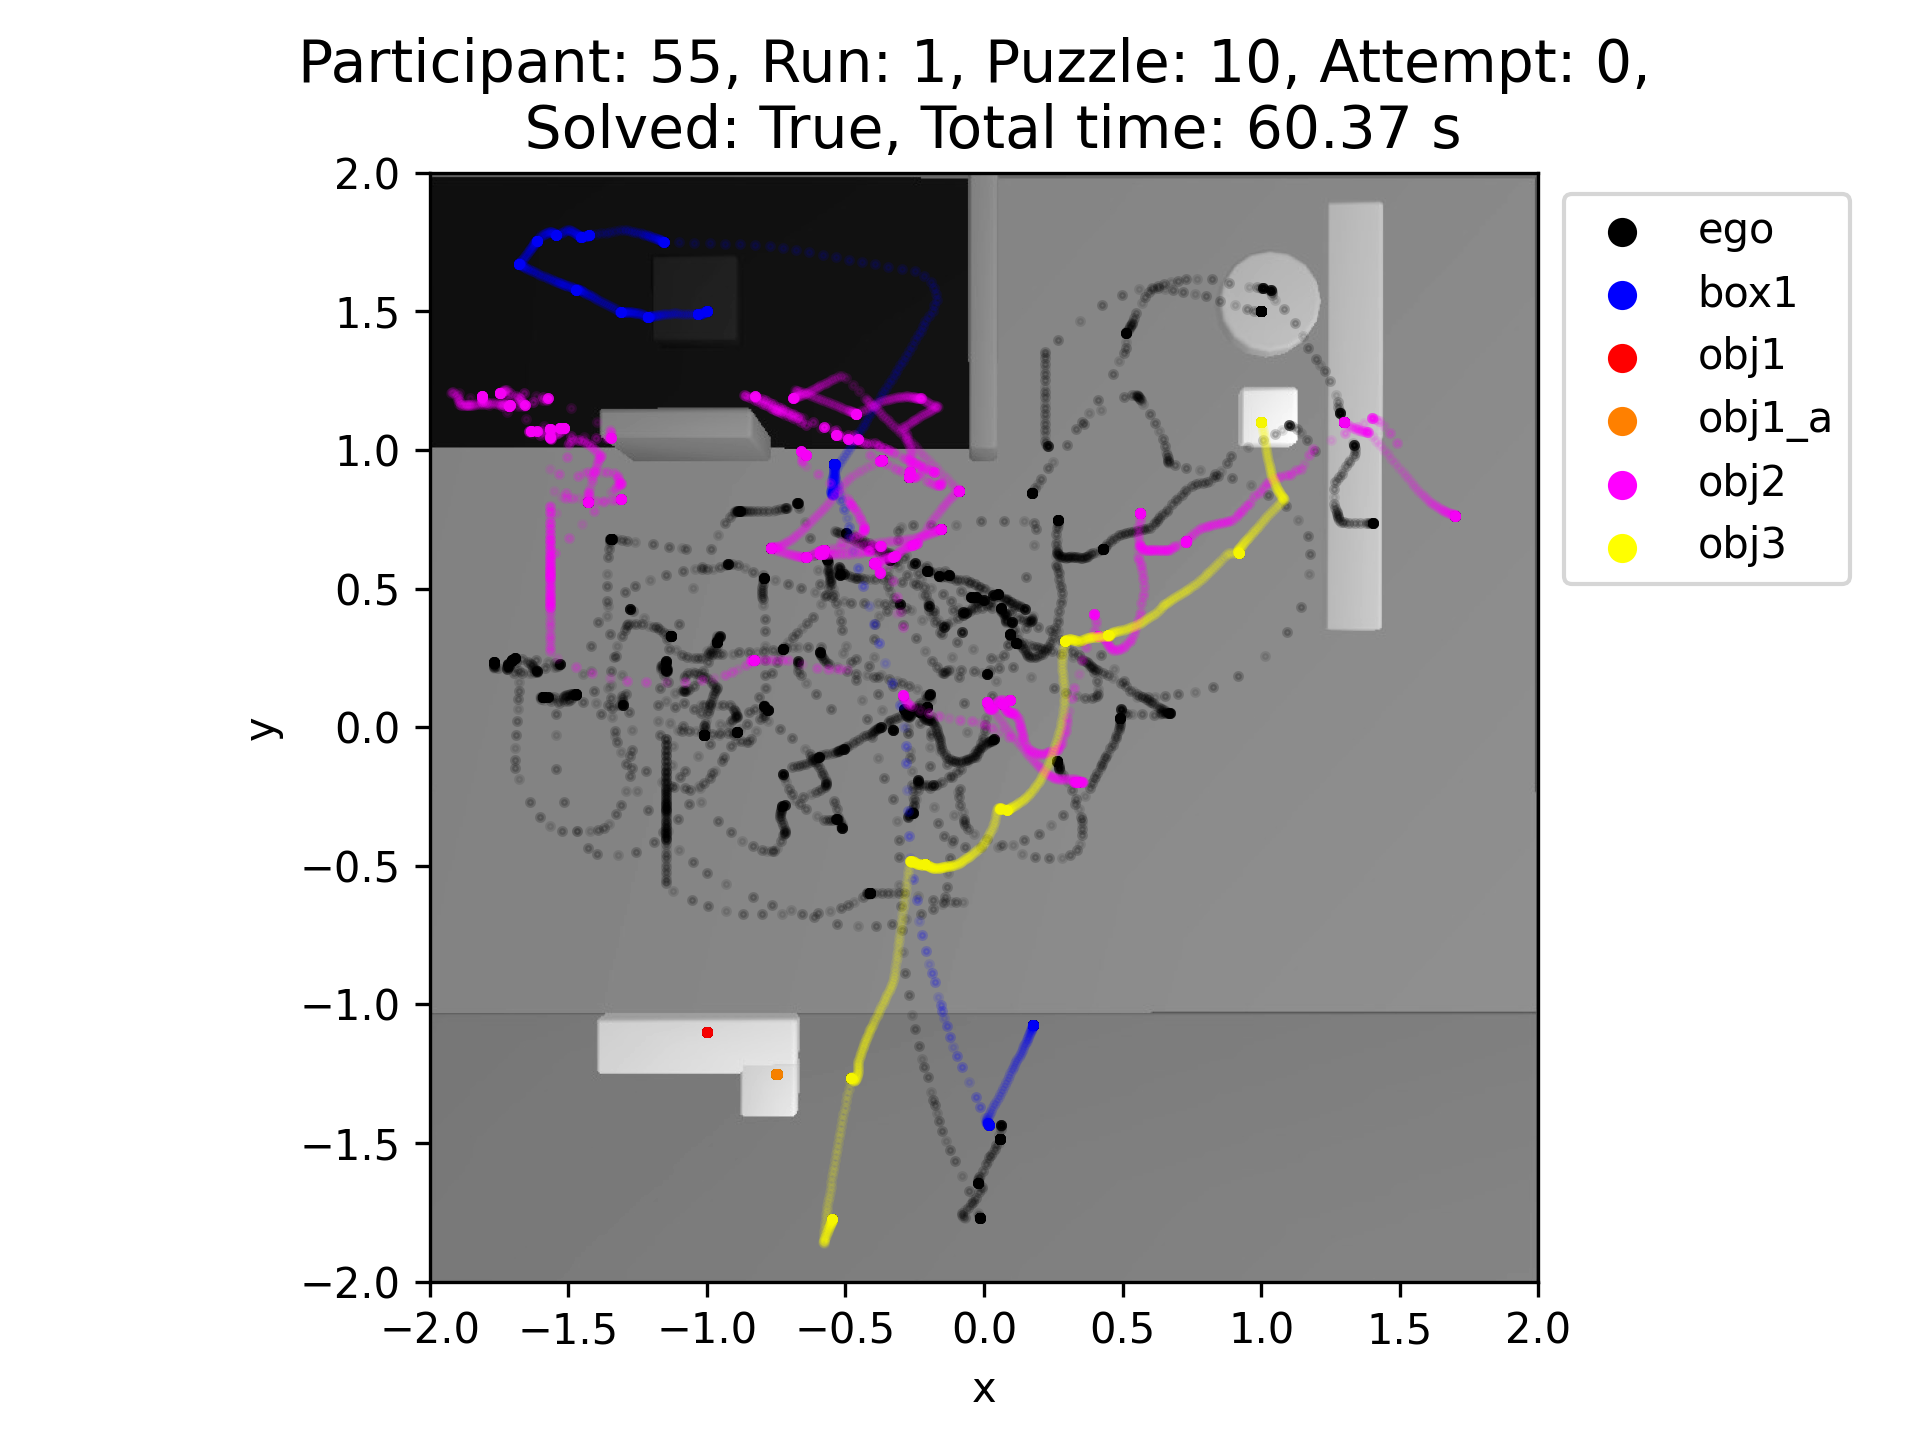 Participant: 55, Run: 1, Puzzle: 10, Attempt: 0,
Solved: True, Total time: 60.37 s
2.0
1.5
1.0
0.5
0.0
−0.5
−1.0
−1.5
−2.0
y
−2.0 −1.5 −1.0 −0.5 0.0 0.5 1.0 1.5 2.0
x
ego
box1
obj1
obj1_a
obj2
obj3